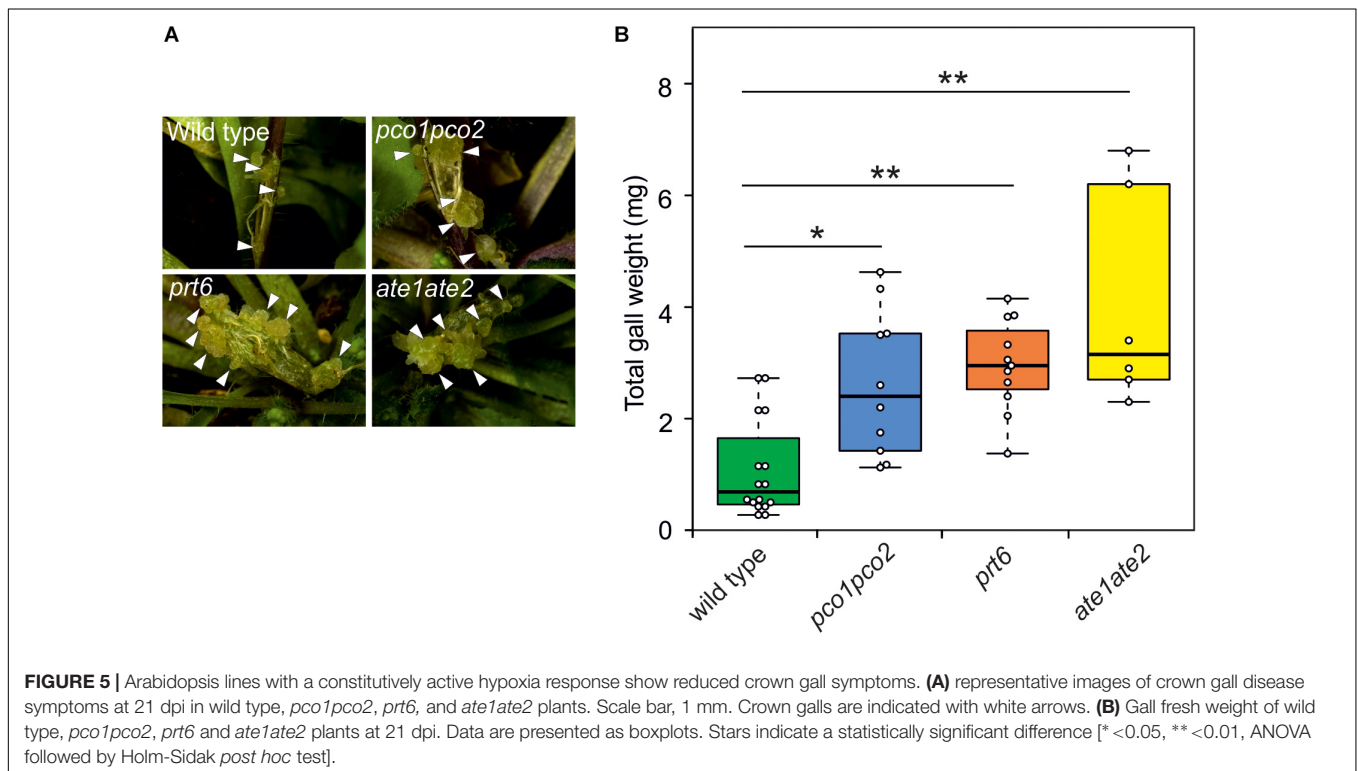 A
B
Wild type
pco1pco2
prt6
ate1ate2
Total gall weight (mg)
8
6
4
2
0
**
**
*
wild type
pco1pco2
prt6
ate1ate2
FIGURE 5 | Arabidopsis lines with a constitutively active hypoxia response show reduced crown gall symptoms. (A) representative images of crown gall disease
symptoms at 21 dpi in wild type, pco1pco2, prt6, and ate1ate2 plants. Scale bar, 1 mm. Crown galls are indicated with white arrows. (B) Gall fresh weight of wild
type, pco1pco2, prt6 and ate1ate2 plants at 21 dpi. Data are presented as boxplots. Stars indicate a statistically significant difference [*<0.05, **<0.01, ANOVA
followed by Holm-Sidak post hoc test].